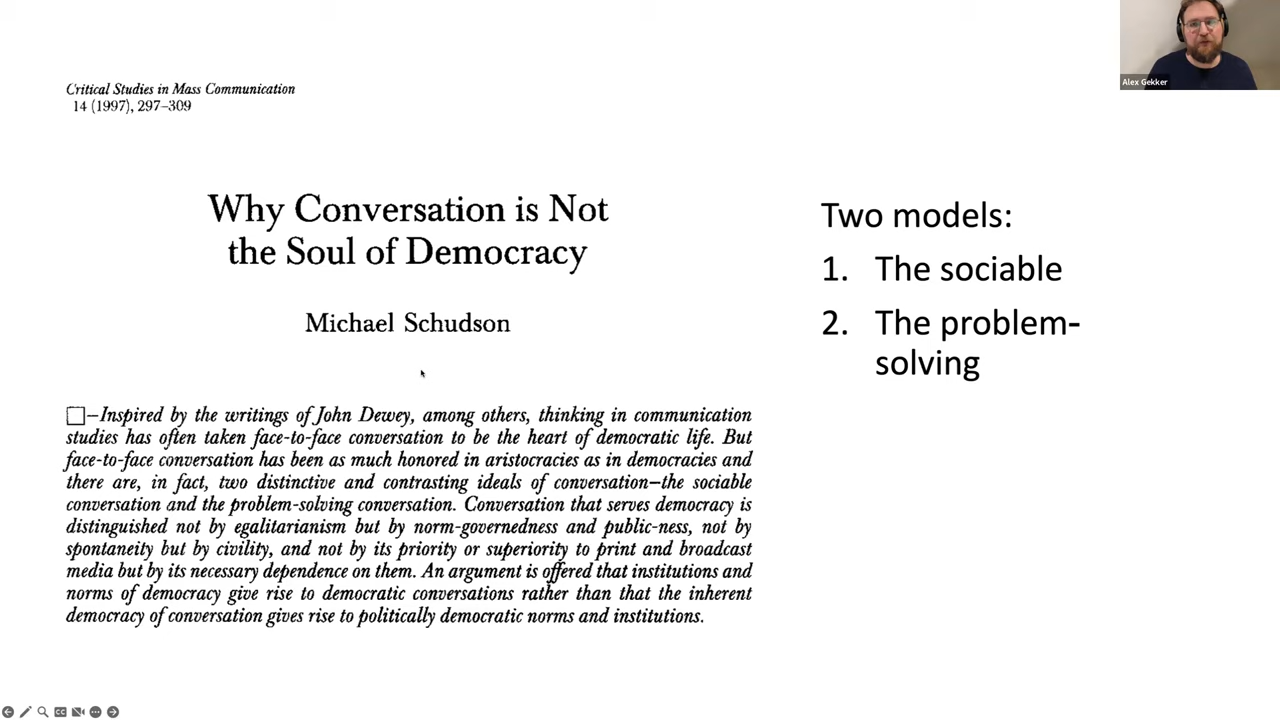 Critical Studies in Mass Communication
14 (1997), 297–309
Why Conversation is Not
the Soul of Democracy
Michael Schudson
□–Inspired by the writings of John Dewey, among others, thinking in communication
studies has often taken face-to-face conversation to be the heart of democratic life. But
face-to-face conversation has been as much honored in aristocracies as in democracies and
there are, in fact, two distinctive and contrasting ideals of conversation–the sociable
conversation and the problem-solving conversation. Conversation that serves democracy is
distinguished not by egalitarianism but by norm-governedness and public-ness, not by
spontaneity but by civility, and not by its priority or superiority to print and broadcast
media but by its necessary dependence on them. An argument is offered that institutions and
norms of democracy give rise to democratic conversations rather than that the inherent
democracy of conversation gives rise to politically democratic norms and institutions.
Two models:
1. The sociable
2. The problem-
solving
Alex Gekker
CC